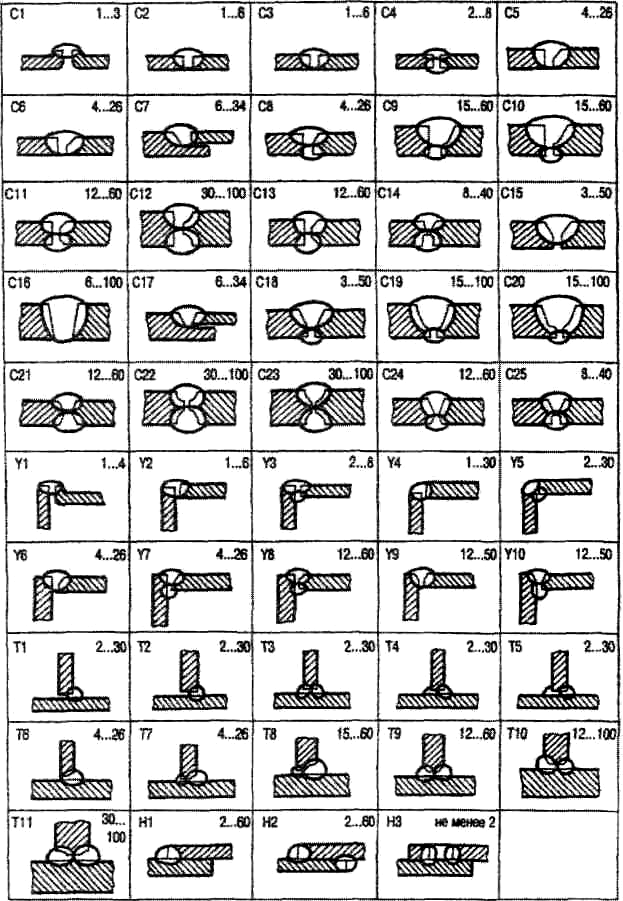 C1 1...3 C2 1...6 C3 1...6 C4 2...8 C5 4...26
C6 4...26 C7 6...34 C8 4...26 C9 15...60 C10 15...60
C11 12...60 C12 30...100 C13 12...60 C14 8...40 C15 3...50
C16 6...100 C17 6...34 C18 3...50 C19 15...100 C20 15...100
C21 12...60 C22 30...100 C23 30...100 C24 12...60 C25 8...40
У1 1...4 У2 1...6 У3 2...8 У4 1...30 У5 2...30
У6 4...26 У7 4...26 У8 12...60 У9 12...50 У10 12...50
Т1 2...30 Т2 2...30 Т3 2...30 Т4 2...30 Т5 2...30
Т6 4...26 Т7 4...26 Т8 15...60 Т9 12...60 Т10 12...100
Т11 30... Н1 2...60 Н2 2...60 Н3 не менее 2
100